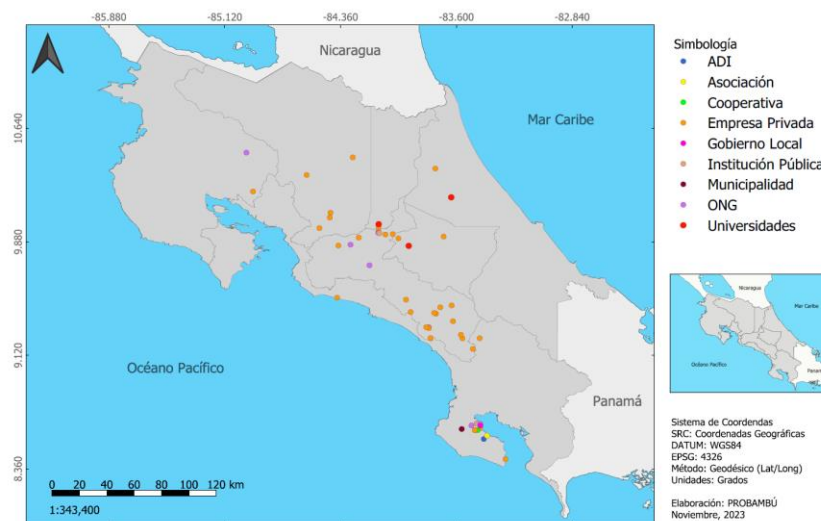 -85.880 -85.120 -84.360 -83.600 -82.840
Nicaragua
Mar Caribe
10.640
9.880
9.120
8.360
Océano Pacífico
Panamá
0 20 40 60 80 100 120 km
1:343,400
Simbología
ADI
Asociación
Cooperativa
Empresa Privada
Gobierno Local
Institución Pública
Municipalidad
ONG
Universidades
Nicaragua
Mar Caribe
Océano Pacífico
Sistema de Coordendas
SRC: Coordenadas Geográficas
DATUM: WGS84
EPSG: 4326
Método: Geodésico (Lat/Long)
Unidades: Grados
Elaboración: PROBAMBÚ
Noviembre, 2023